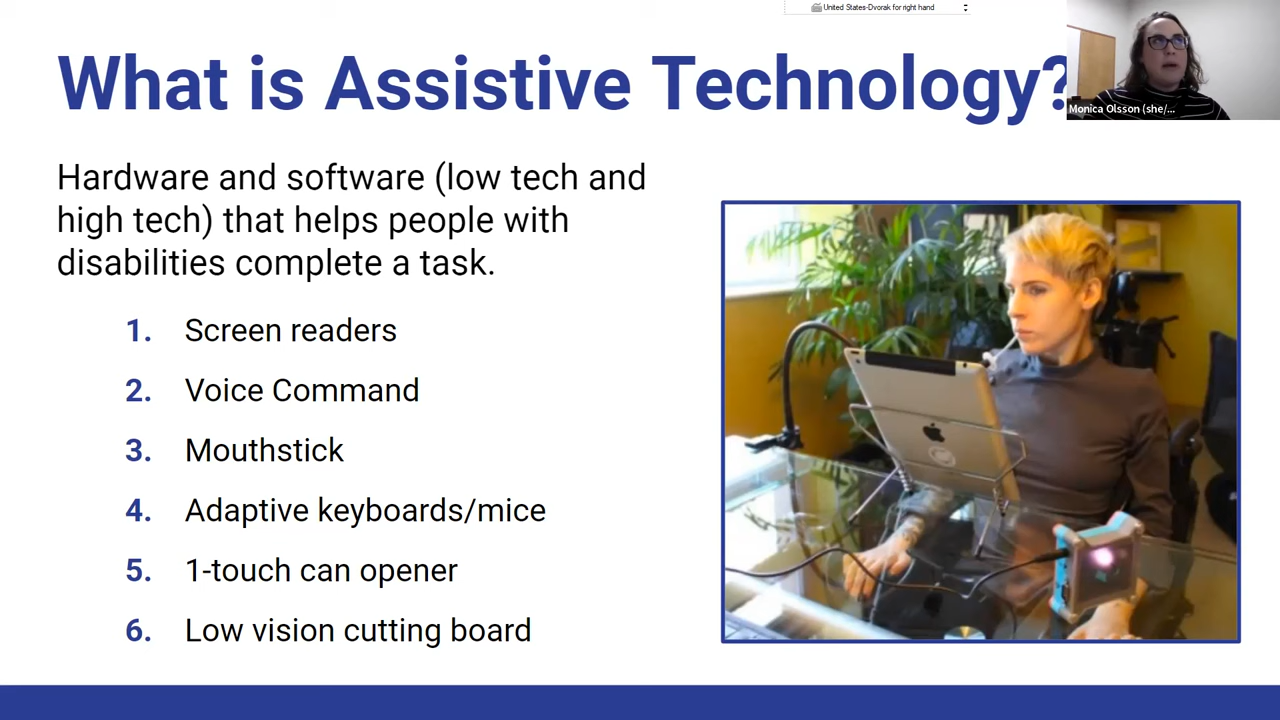 United States-Dvorak for right hand
What is Assistive Technology?
Monica Olsson (she/...
Hardware and software (low tech and
high tech) that helps people with
disabilities complete a task.
1. Screen readers
2. Voice Command
3. Mouthstick
4. Adaptive keyboards/mice
5. 1-touch can opener
6. Low vision cutting board